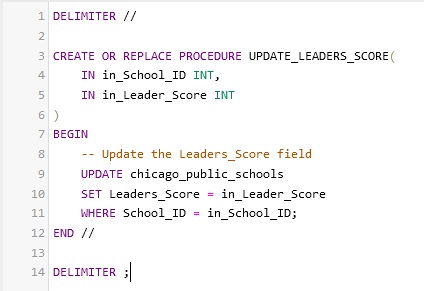 1 DELIMITER //
2
3 CREATE OR REPLACE PROCEDURE UPDATE_LEADERS_SCORE(
4     IN in_School_ID INT,
5     IN in_Leader_Score INT
6 )
7 BEGIN
8     -- Update the Leaders_Score field
9     UPDATE chicago_public_schools
10     SET Leaders_Score = in_Leader_Score
11     WHERE School_ID = in_School_ID;
12 END //
13
14 DELIMITER ;